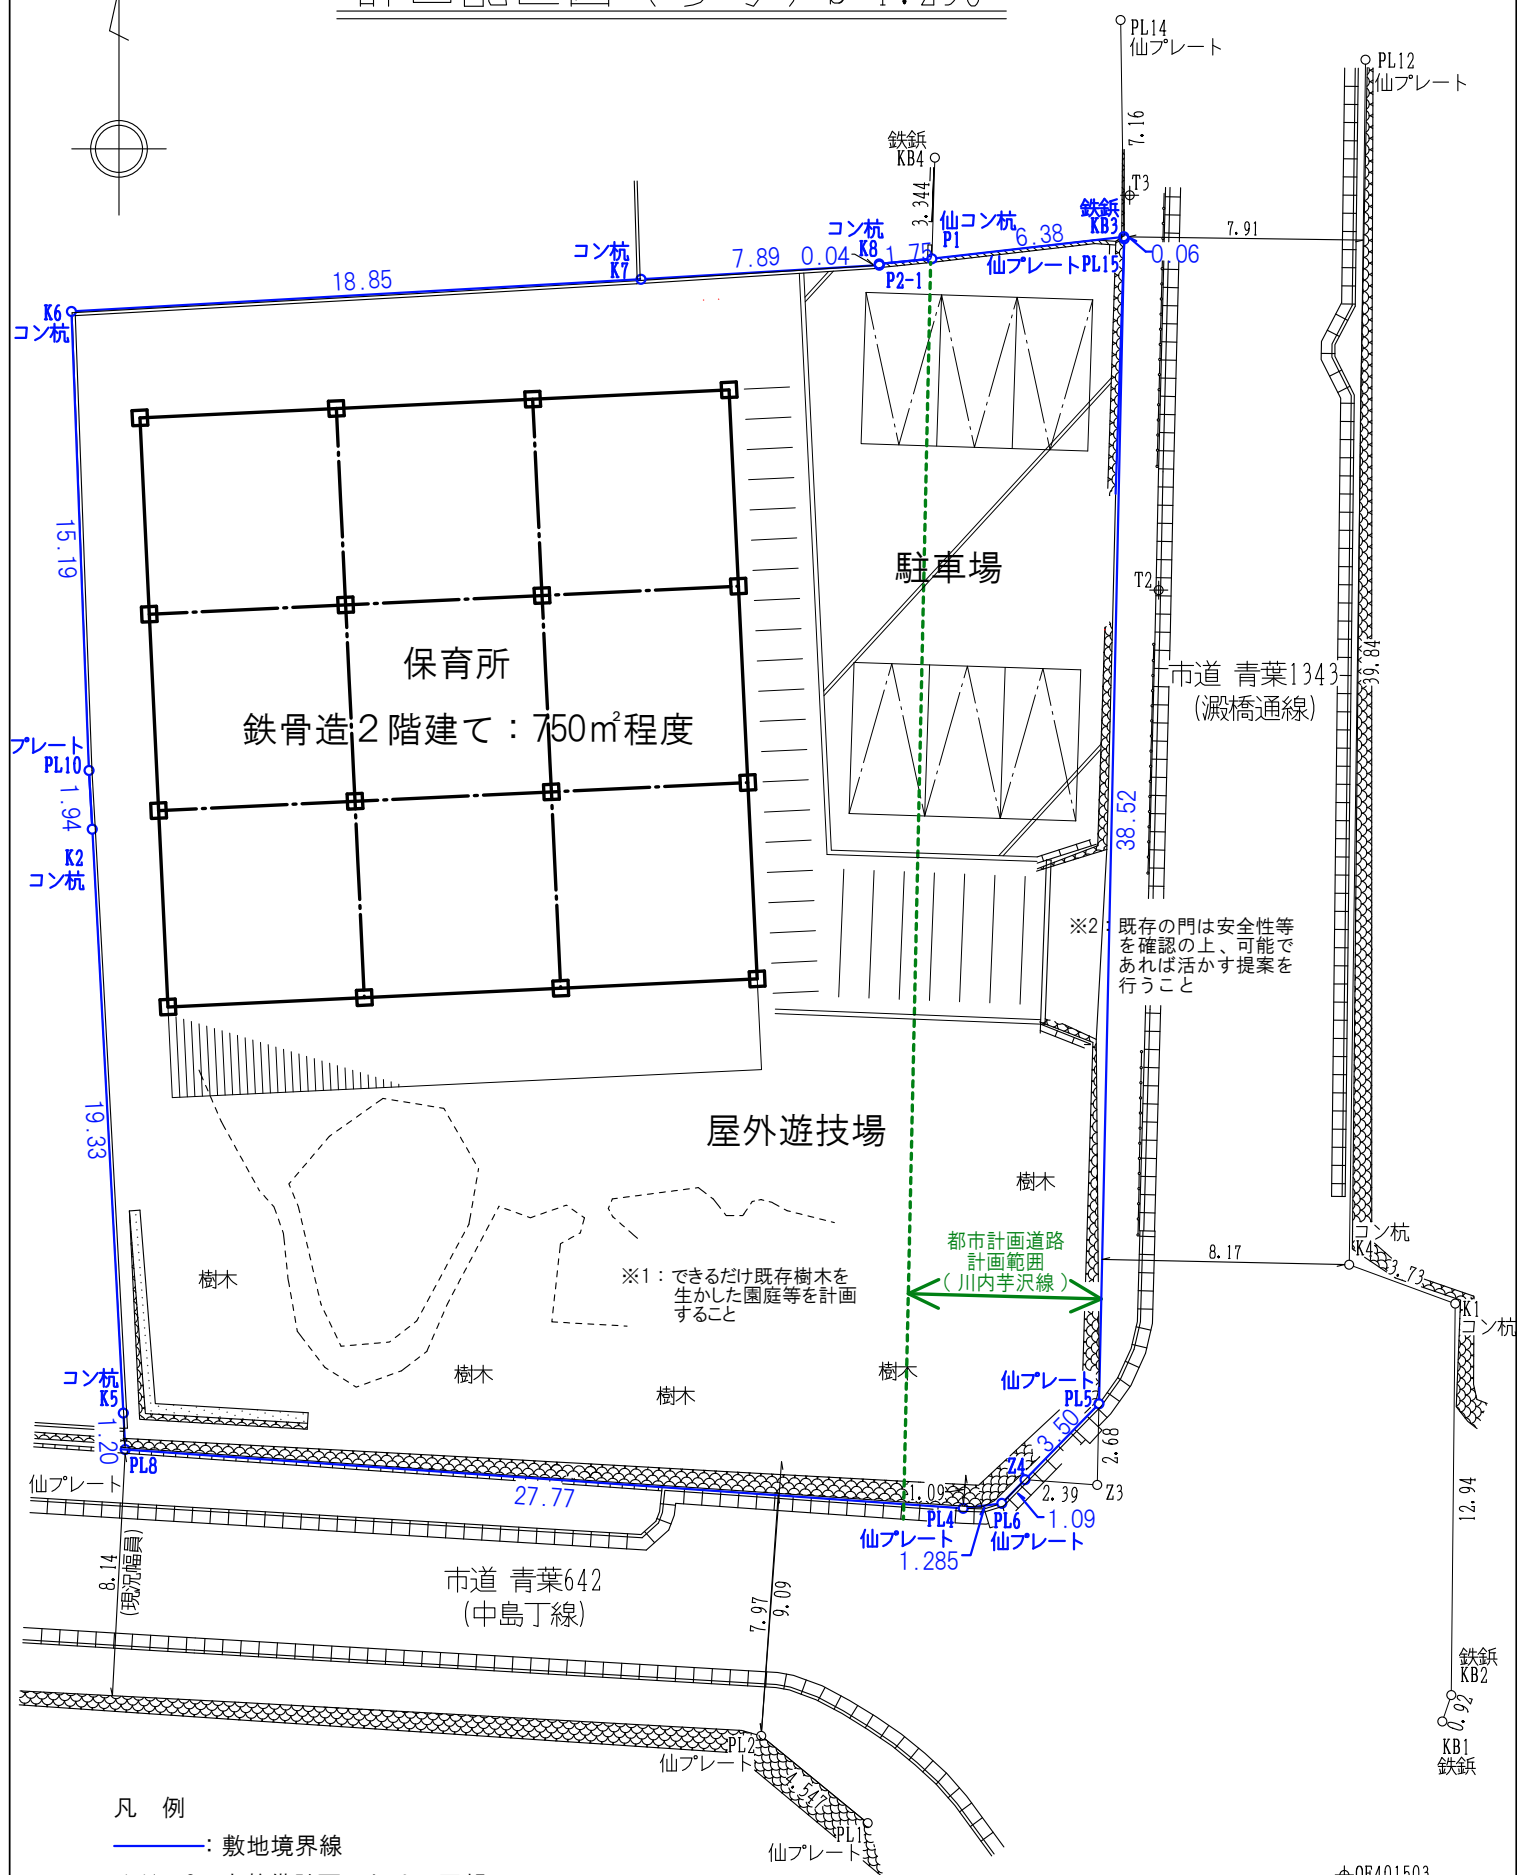 PL14
仙プレート
PL12
仙プレート
7.16
鉄鋲
KB4
3.344
T3
コン杭
K8
仙コン杭
P1
鉄鋲
KB3
7.91
コン杭
K7
7.89
0.04
1.75
6.38
0.06
仙プレートPL15
P2-1
18.85
K6
コン杭
15.19
駐車場
T2
保育所
鉄骨造２階建て：750㎡程度
市道 青葉1343
(澱橋通線)
39.84
プレート
PL10
1.94
K2
コン杭
38.52
※2：既存の門は安全性等
を確認の上、可能で
あれば活かす提案を
行うこと
19.33
屋外遊技場
樹木
都市計画道路
計画範囲
(川内芋沢線)
8.17
コン杭
K4
3.73
K1
コン杭
樹木
※1：できるだけ既存樹木を
生かした園庭等を計画
すること
樹木
樹木
樹木
コン杭
K5
1.20
PL8
仙プレート
仙プレート
PL5
3.50
2.68
Z4
Z3
2.39
1.09
27.77
PL4
仙プレート
PL6
仙プレート
1.09
1.285
12.94
8.14
(現況幅員)
市道 青葉642
(中島丁線)
7.97
9.09
鉄鋲
KB2
0.92
KB1
鉄鋲
PL2
仙プレート
4.547
PL1
仙プレート
凡 例
：敷地境界線